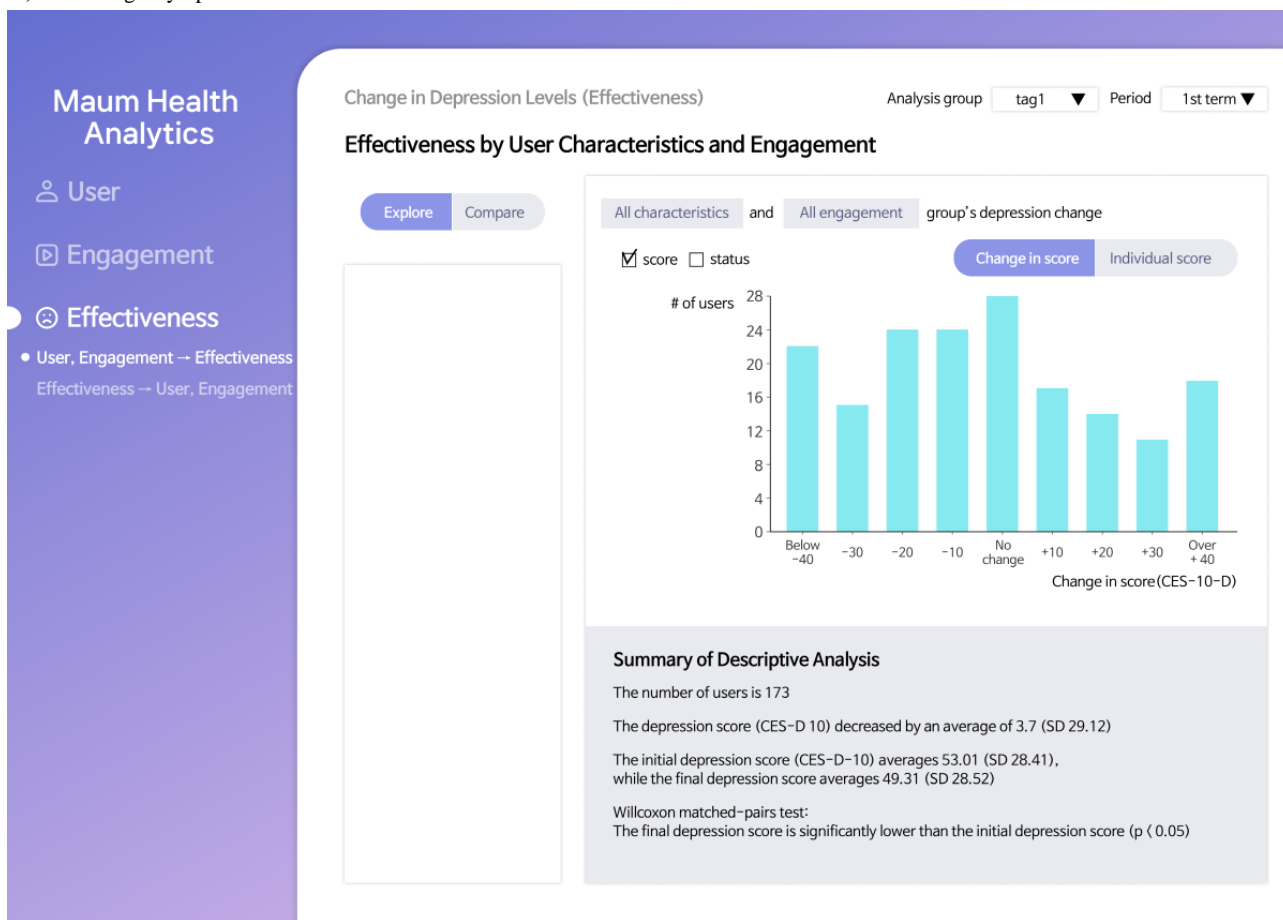 Maum Health
Analytics
User
Engagement
Effectiveness
User, Engagement → Effectiveness
Effectiveness → User, Engagement
Change in Depression Levels (Effectiveness)
Analysis group tag1 ▼ Period 1st term ▼
Effectiveness by User Characteristics and Engagement
Explore Compare
All characteristics and All engagement group's depression change
score status
Change in score Individual score
# of users
28
24
20
16
12
8
4
0
Below -40 -30 -20 -10 No change +10 +20 +30 Over + 40
Change in score(CES-10-D)
Summary of Descriptive Analysis
The number of users is 173
The depression score (CES-D 10) decreased by an average of 3.7 (SD 29.12)
The initial depression score (CES-D-10) averages 53.01 (SD 28.41),
while the final depression score averages 49.31 (SD 28.52)
Willcoxon matched-pairs test:
The final depression score is significantly lower than the initial depression score (p < 0.05)